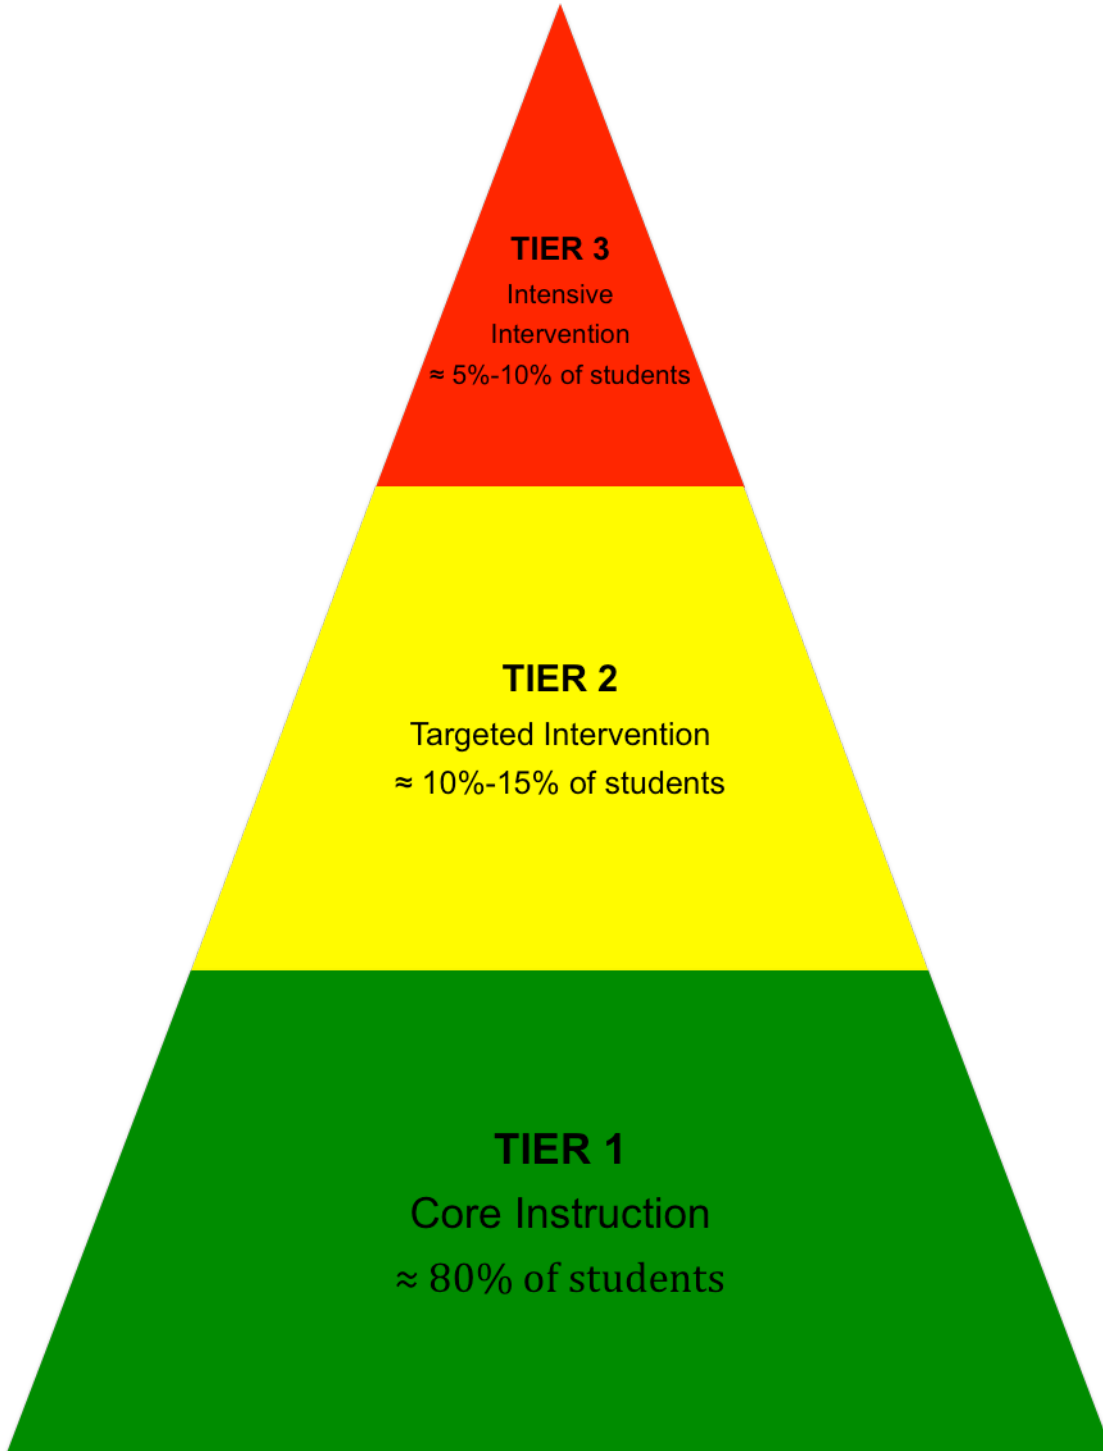 TIER 3
Intensive
Intervention
≈ 5%-10% of students
TIER 2
Targeted Intervention
≈ 10%-15% of students
TIER 1
Core Instruction
≈ 80% of students